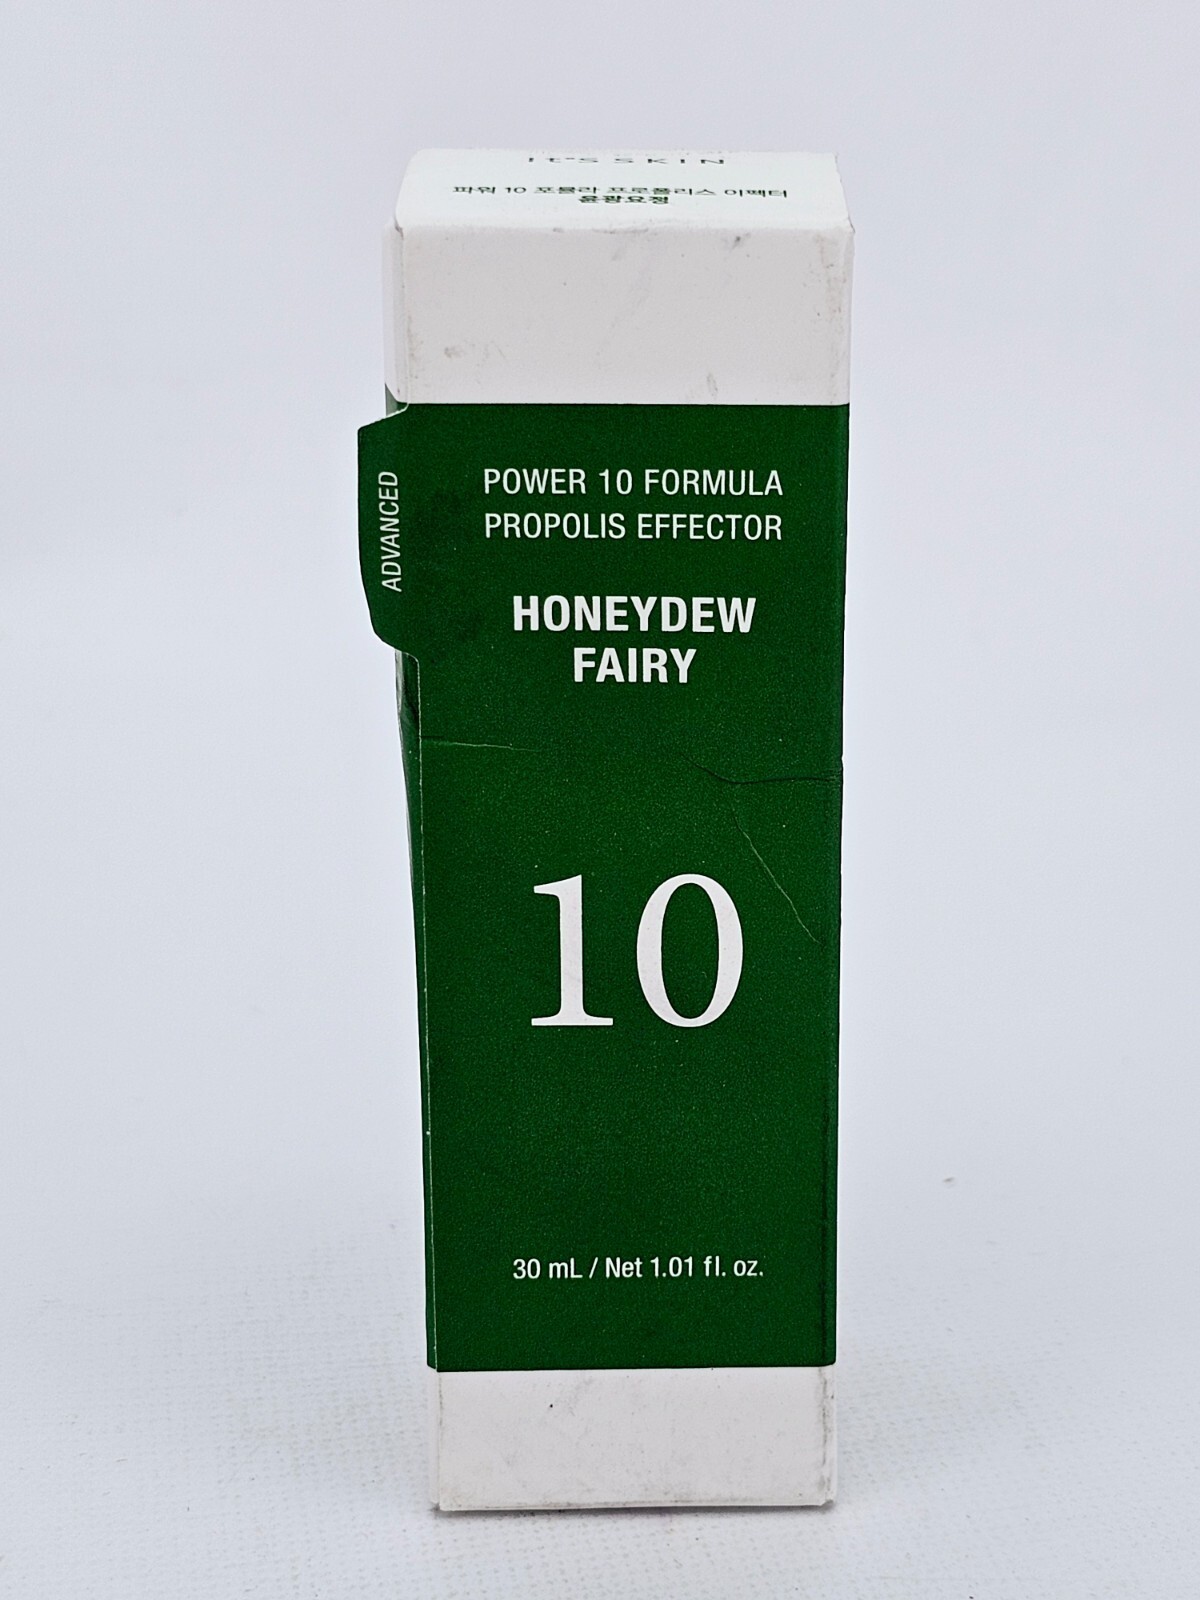 It's SKIN
파워 10 포뮬라 프로폴리스 이펙터
윤광요정
ADVANCED
POWER 10 FORMULA
PROPOLIS EFFECTOR
HONEYDEW
FAIRY
10
30 mL / Net 1.01 fl. oz.